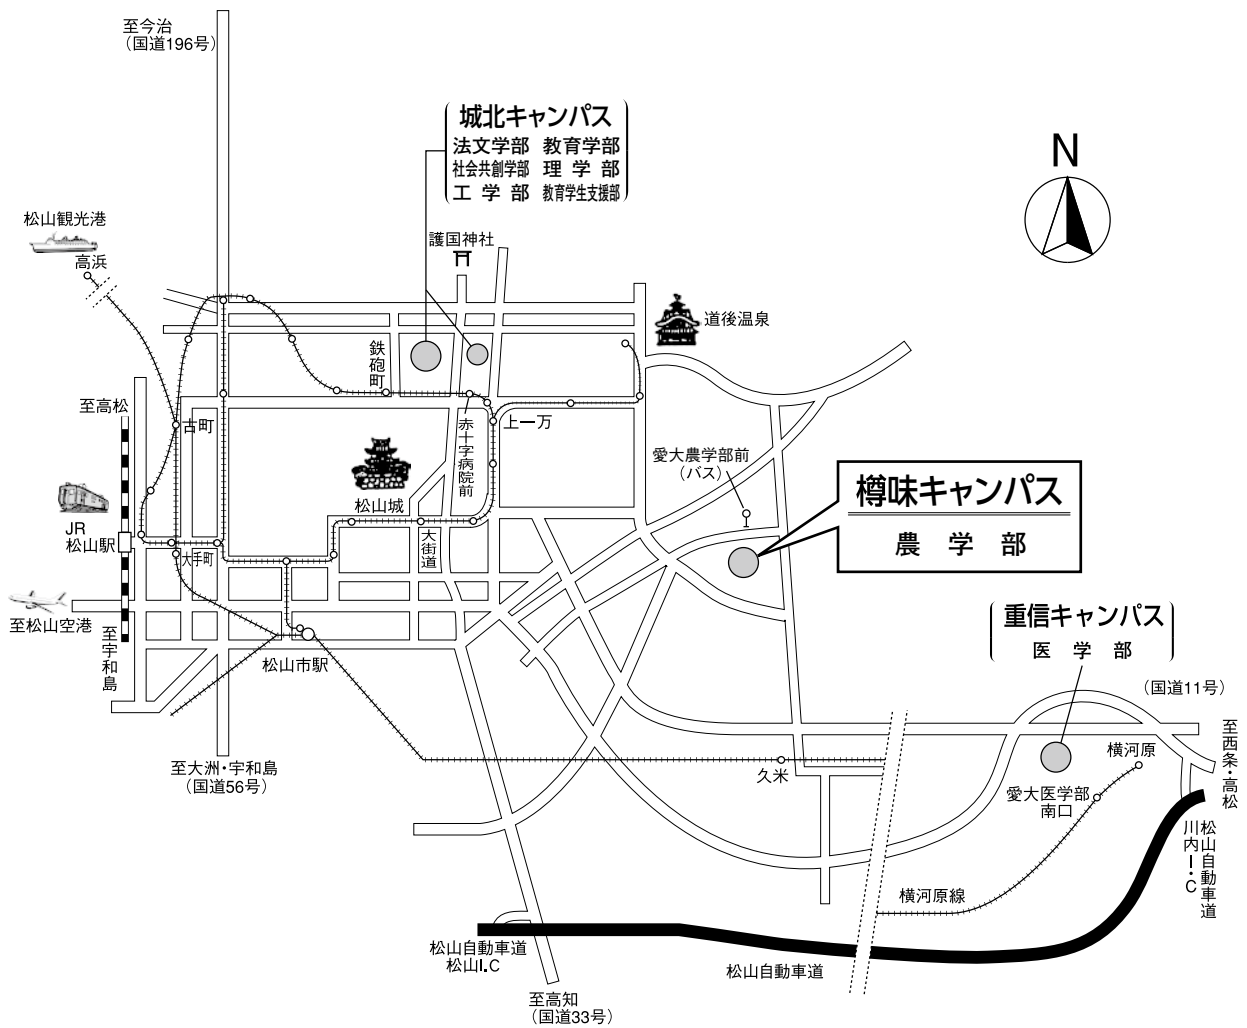 至今治
（国道196号）
城北キャンパス
法文学部 教育学部
社会共創学部 理学部
工学部 教育学生支援部
N
松山観光港
高浜
護国神社
道後温泉
鉄砲町
至高松
古町
赤十字病院前
上一万
愛大農学部前
（バス）
樽味キャンパス
農学部
松山城
JR
松山駅
大手町
大街道
至松山空港
至宇和島
松山市駅
重信キャンパス
医学部
（国道11号）
至西条・高松
横河原
久米
愛大医学部
南口
至大洲・宇和島
（国道56号）
松山自動車道
川内I・C
横河原線
松山自動車道
松山I.C
松山自動車道
至高知
（国道33号）